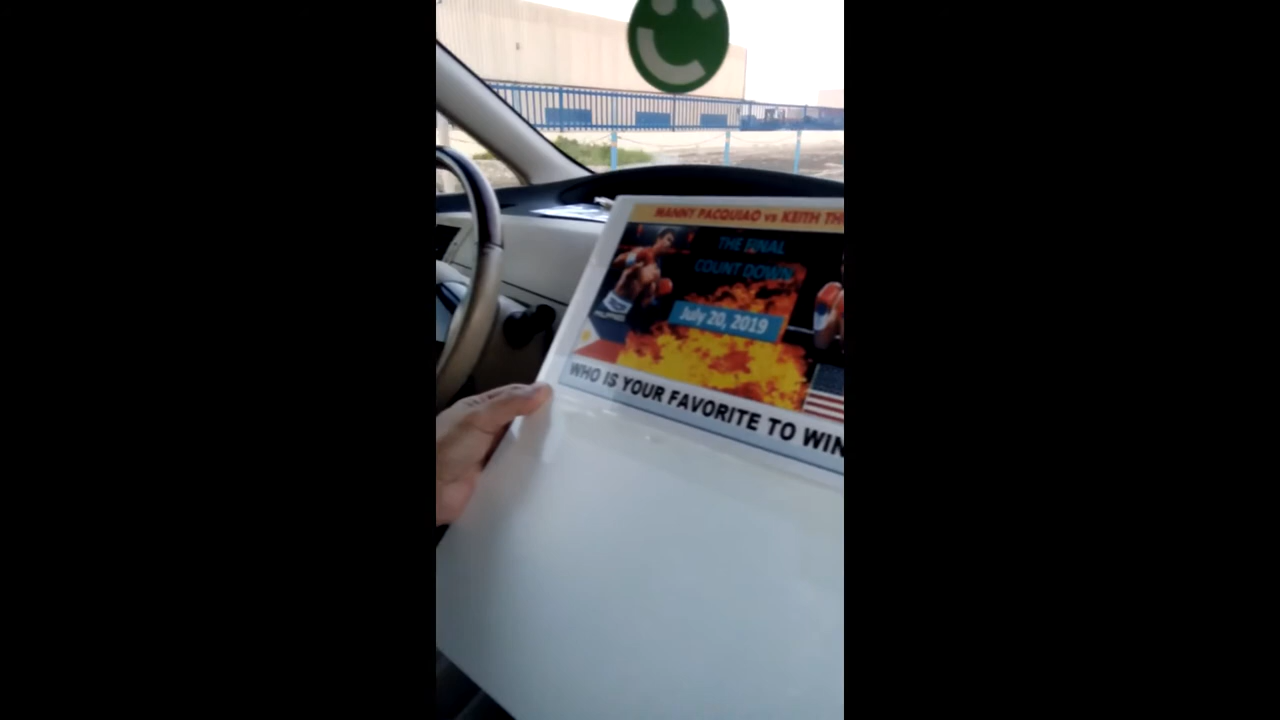 MANNY PACQUIAO vs KEITH TH
THE FINAL
COUNT DOWN
July 20, 2019
WHO IS YOUR FAVORITE TO WIN